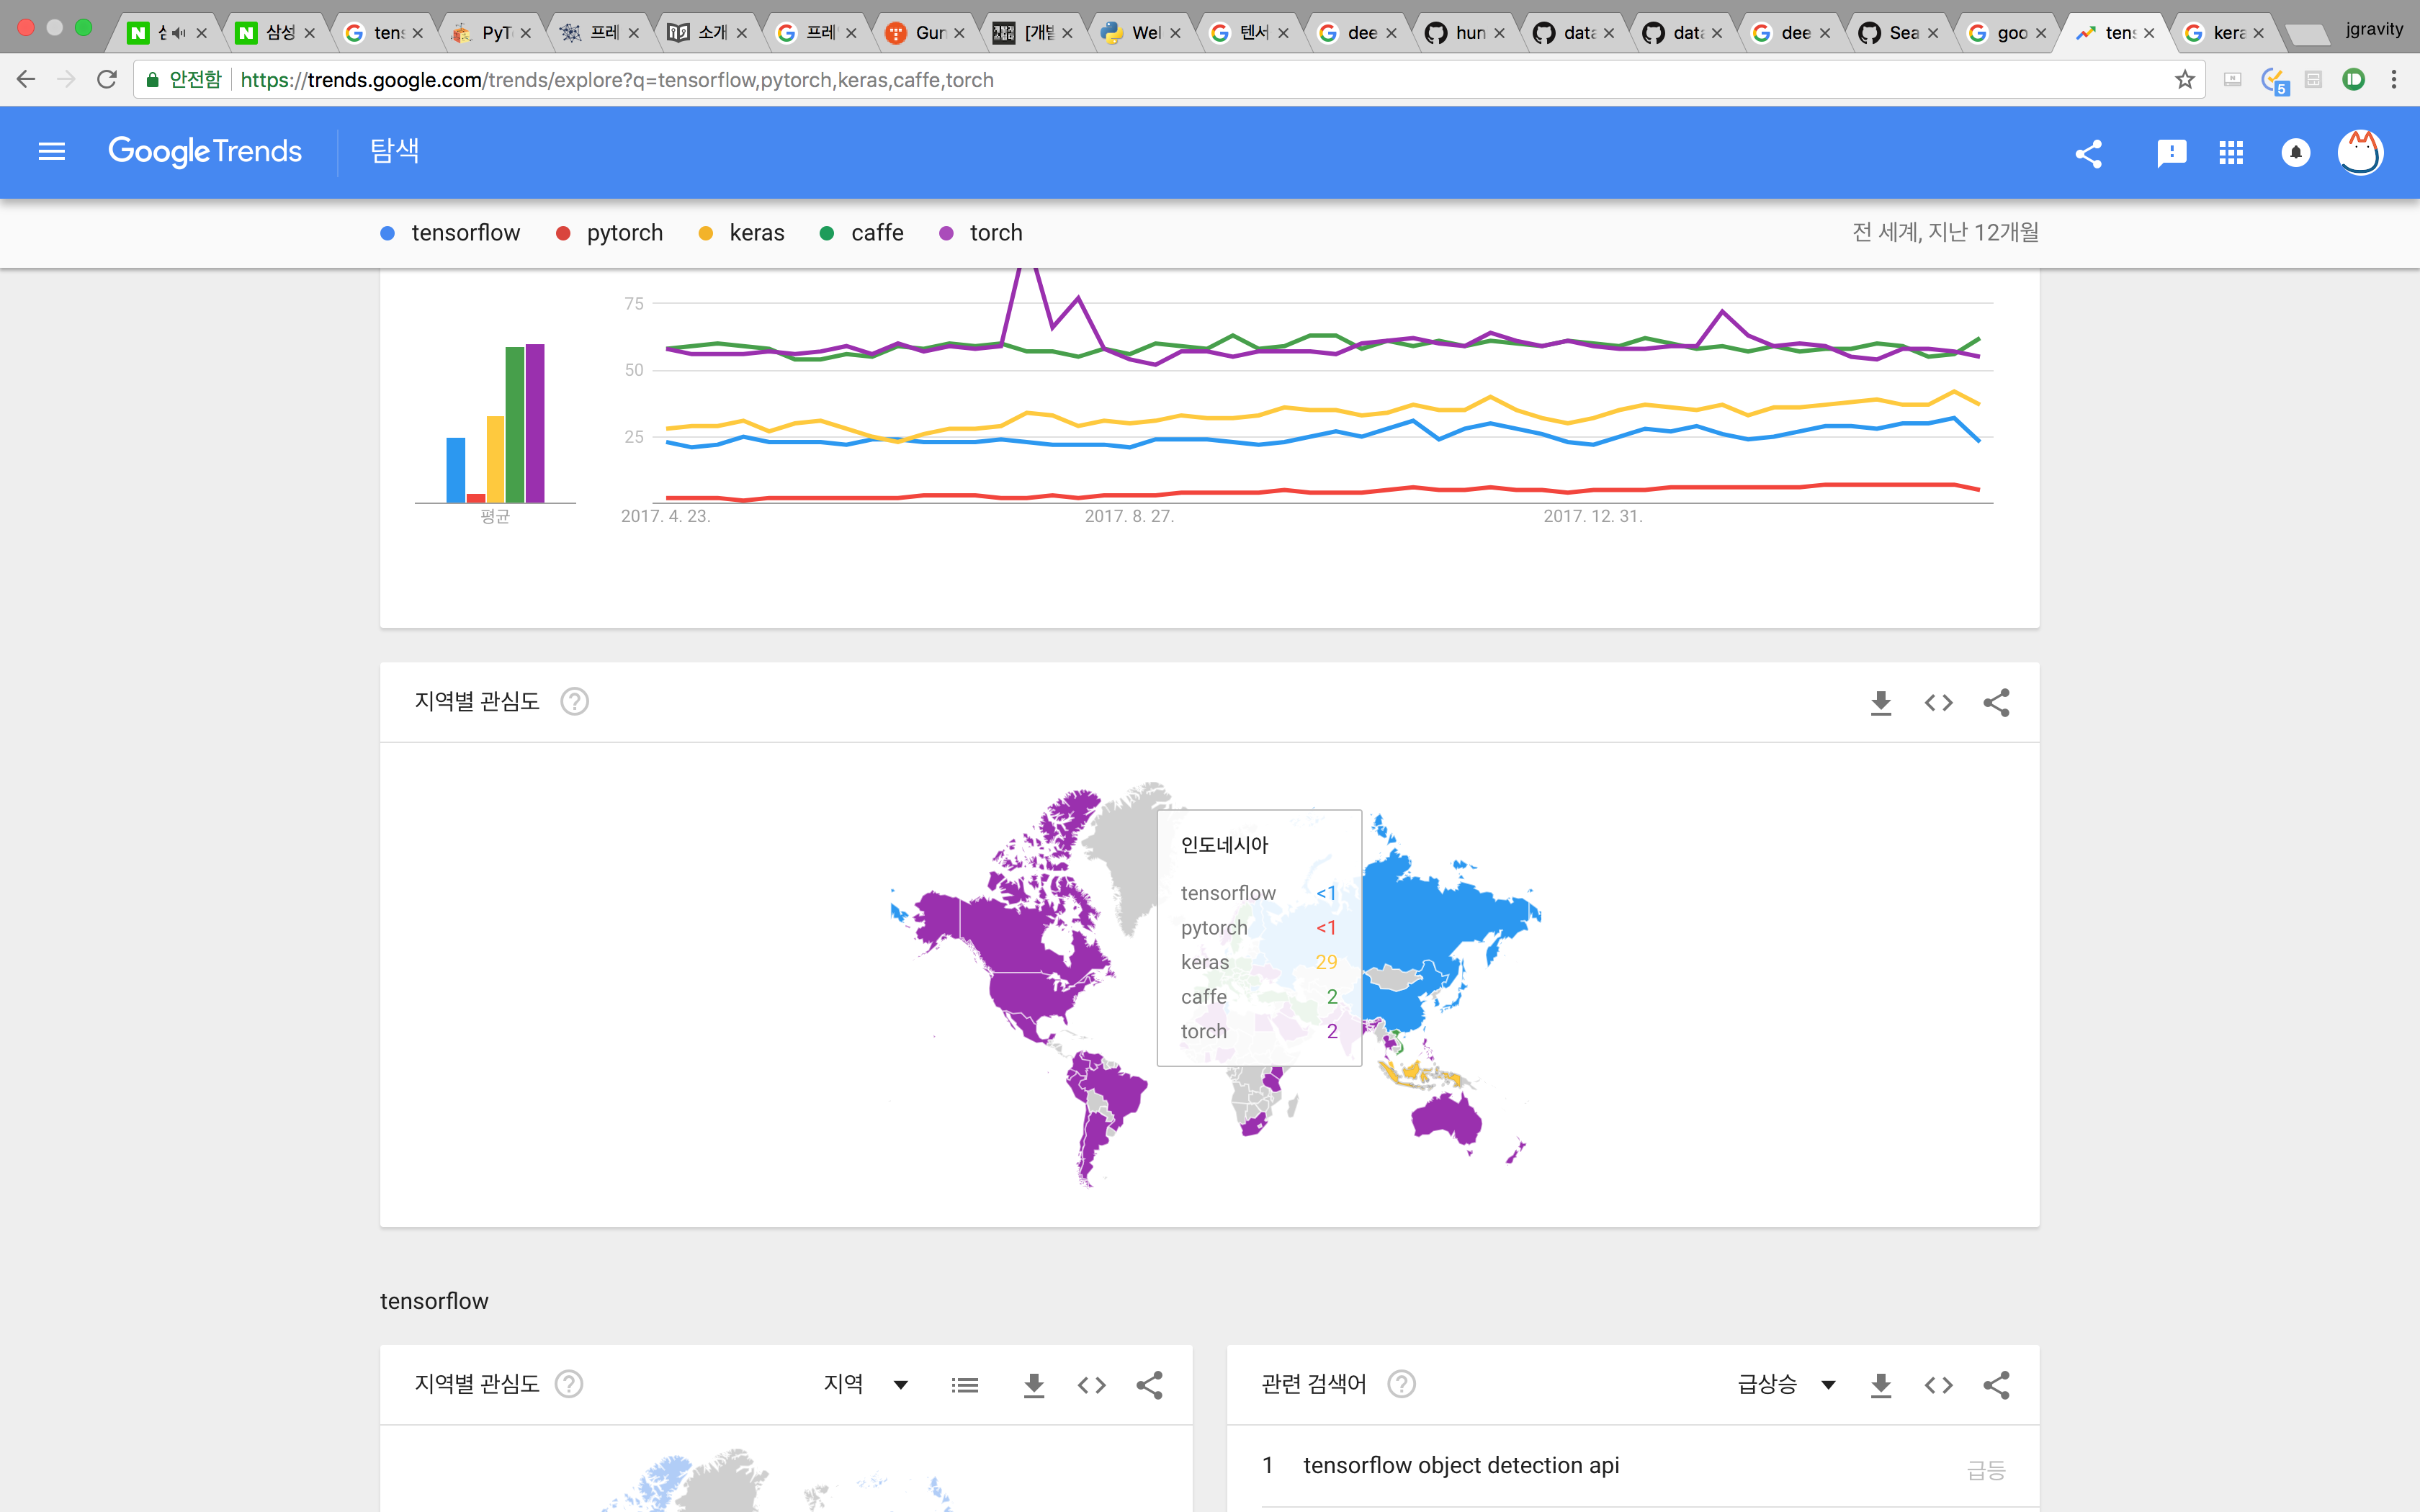 삼성
tens
PyT
프레
소개
프레
Gun
[개발
Wel
텐서
dee
hun
data
data
dee
Sea
goo
tens
kera
jgravity
안전함 https://trends.google.com/trends/explore?q=tensorflow,pytorch,keras,caffe,torch
5
Google Trends 탐색
tensorflow pytorch keras caffe torch 전 세계, 지난 12개월
75
50
25
평균 2017. 4. 23. 2017. 8. 27. 2017. 12. 31.
지역별 관심도 ?
인도네시아
tensorflow <1
pytorch <1
keras 29
caffe 2
torch 2
tensorflow
지역별 관심도 ? 지역
관련 검색어 ? 급상승
1 tensorflow object detection api 급등